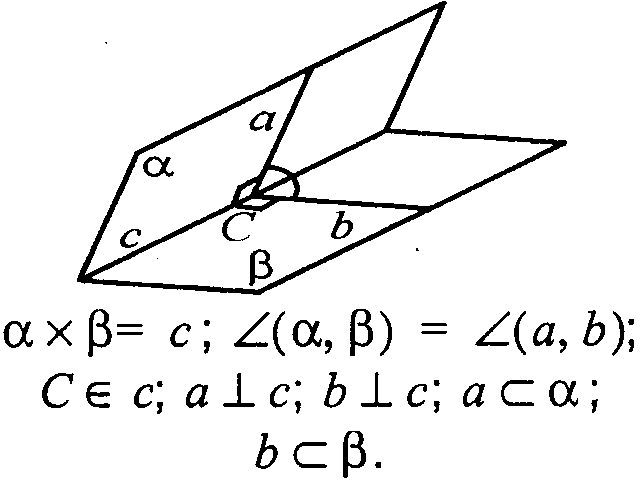 a
α
c
C
b
β
α × β = c; ∠(α, β) = ∠(a, b);
C ∈ c; a ⊥ c; b ⊥ c; a ⊂ α;
b ⊂ β.